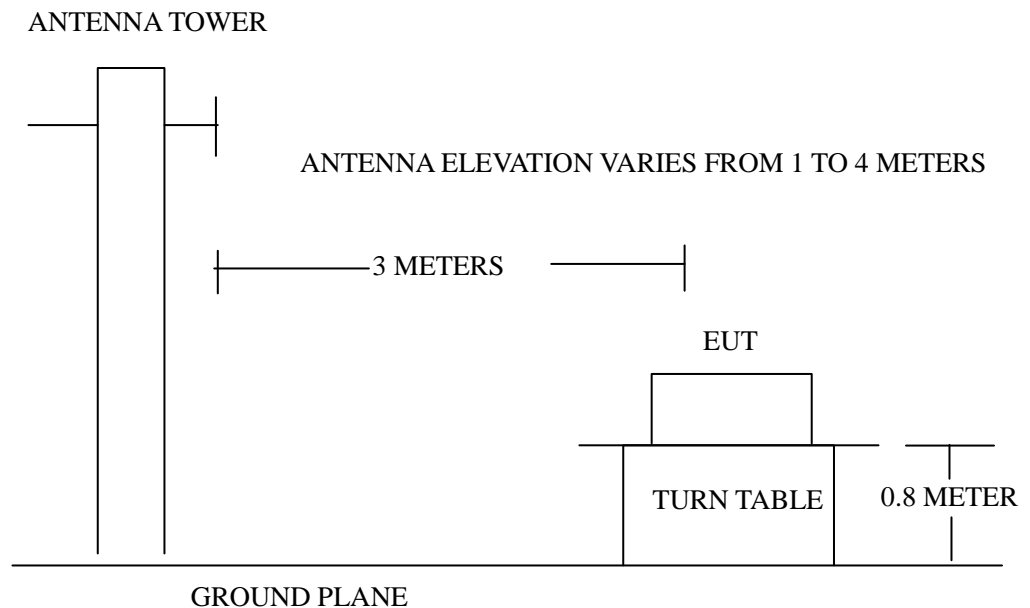 ANTENNA TOWER
ANTENNA ELEVATION VARIES FROM 1 TO 4 METERS
3 METERS
EUT
TURN TABLE
0.8 METER
GROUND PLANE